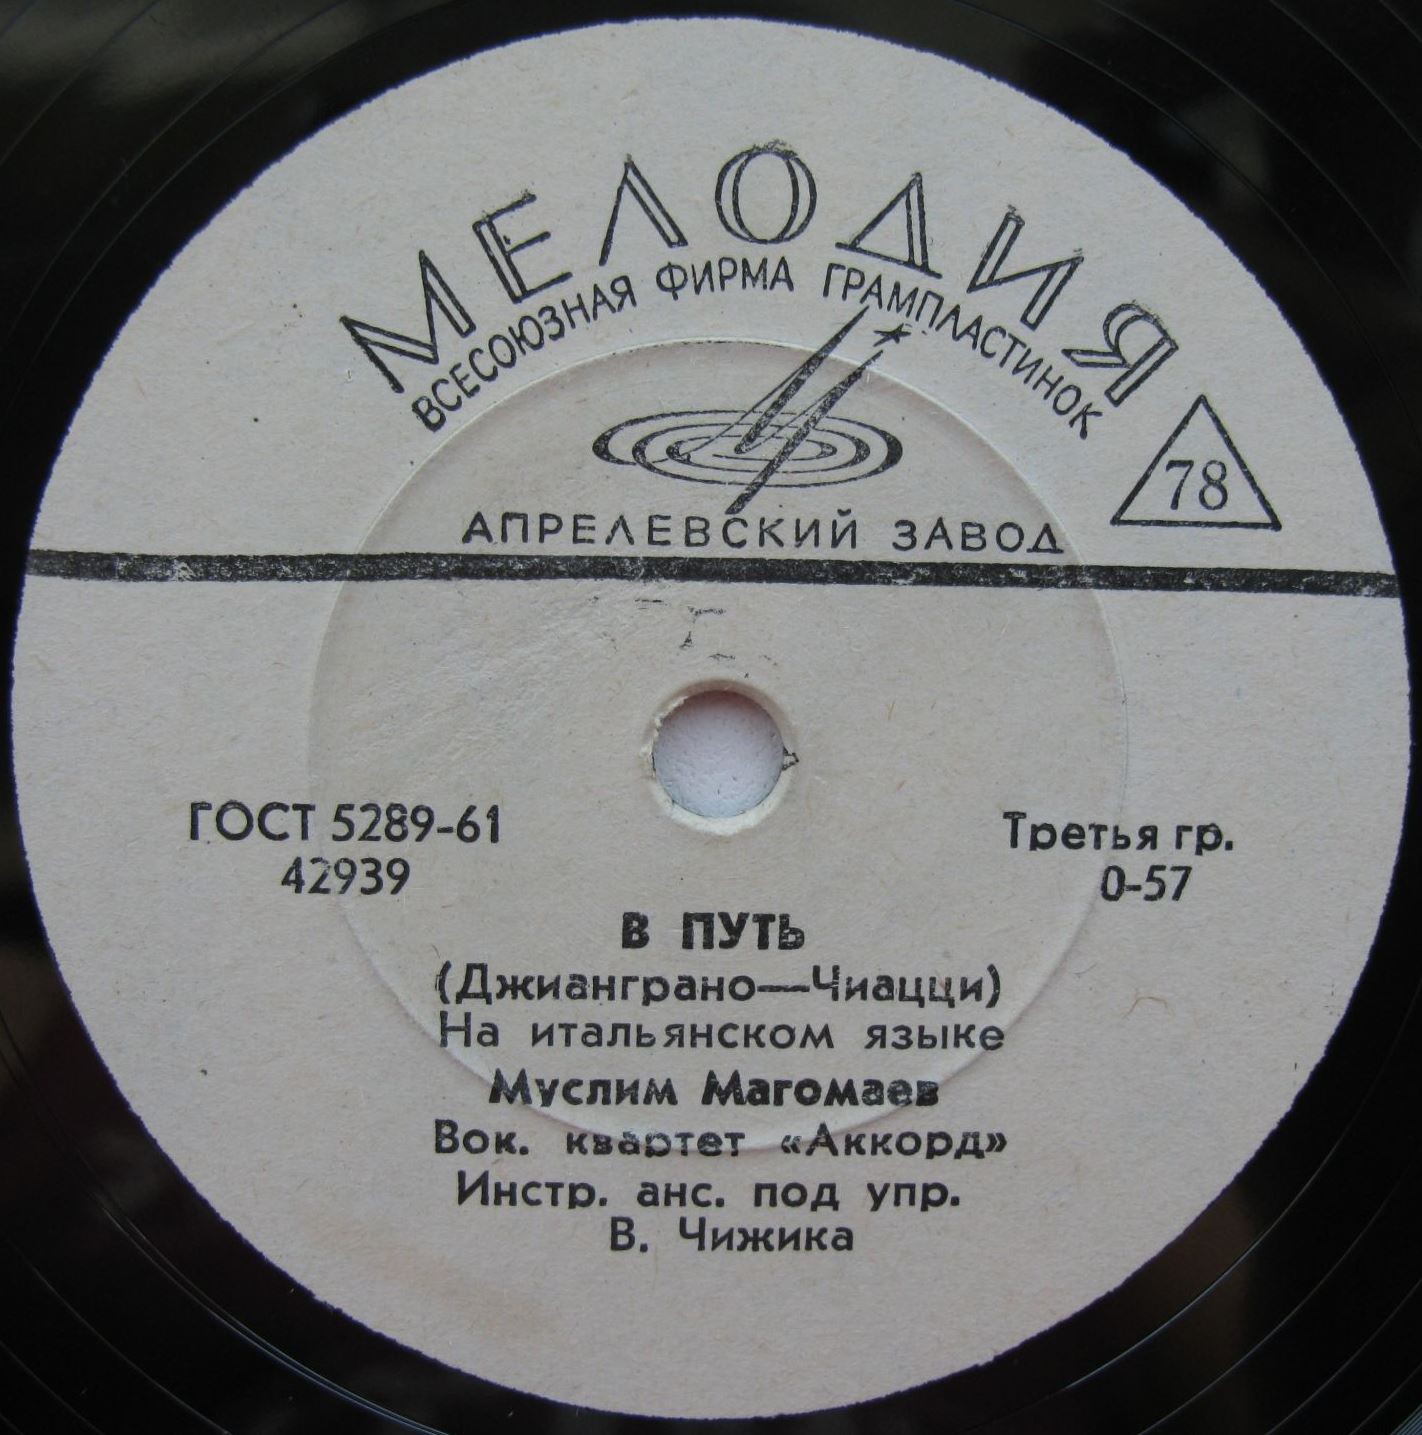 МЕЛОДИЯ
ВСЕСОЮЗНАЯ ФИРМА ГРАМПЛАСТИНОК
78
АПРЕЛЕВСКИЙ ЗАВОД
ГОСТ 5289-61
42939
Третья гр.
0-57
В ПУТЬ
(Джианграно—Чиацци)
На итальянском языке
Муслим Магомаев
Вок. квартет «Аккорд»
Инстр. анс. под упр.
В. Чижика